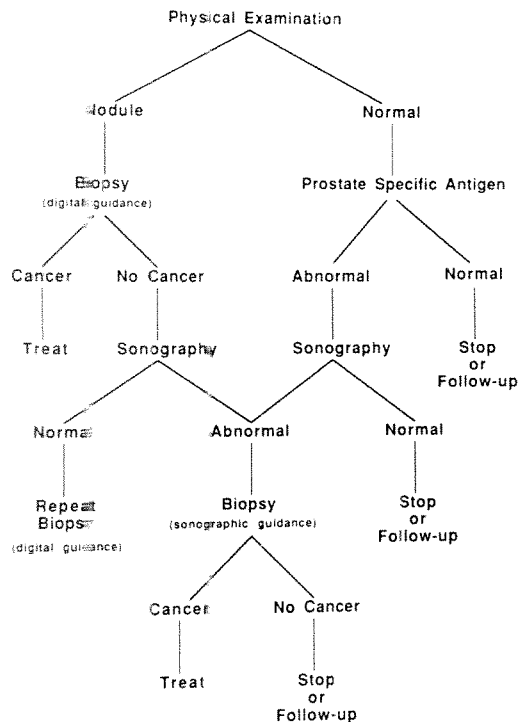 Physical Examination
Nodule
Normal
Biopsy
(digital guidance)
Prostate Specific Antigen
Cancer
No Cancer
Abnormal
Normal
Treat
Sonography
Sonography
Stop
or
Follow-up
Normal
Abnormal
Normal
Repeat
Biopsy
(digital guidance)
Biopsy
(sonographic guidance)
Stop
or
Follow-up
Cancer
No Cancer
Treat
Stop
or
Follow-up